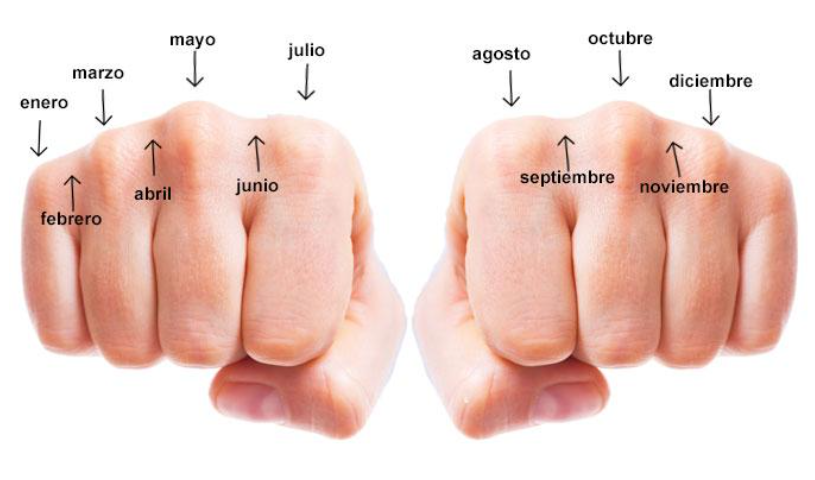 enero
febrero
marzo
abril
mayo
junio
julio
agosto
septiembre
octubre
noviembre
diciembre